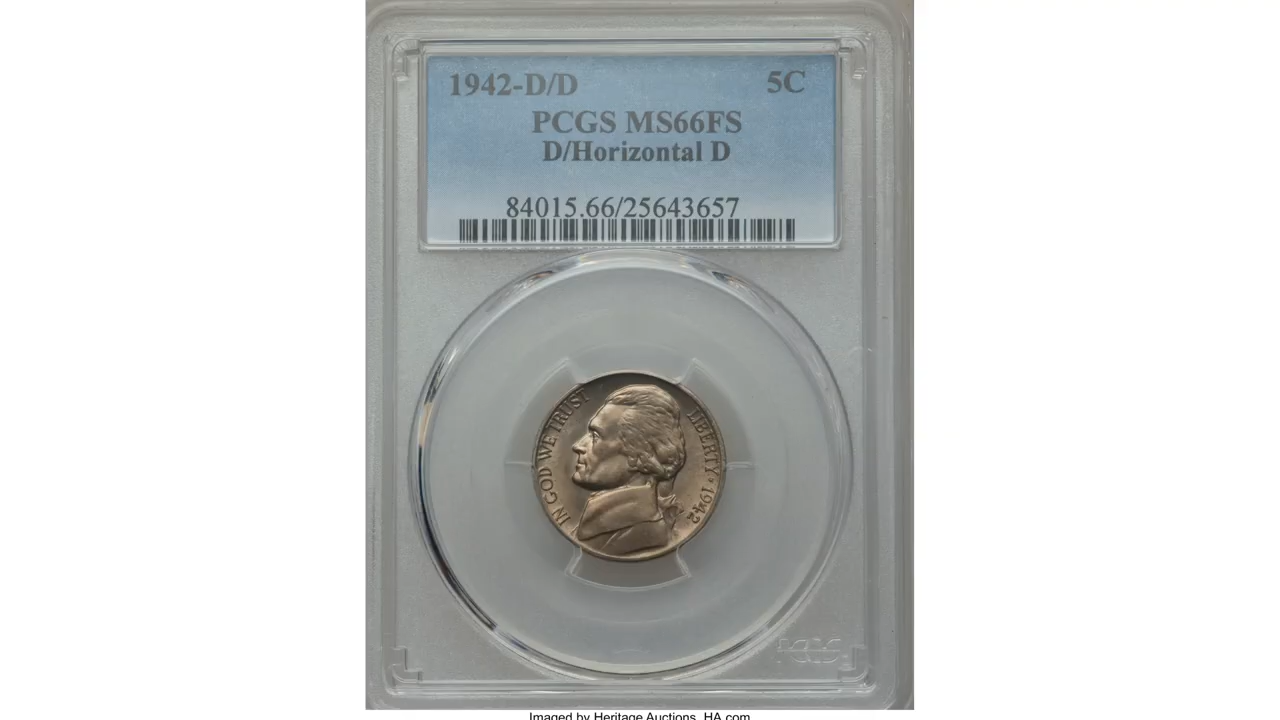 1942-D/D 5C
PCGS MS66FS
D/Horizontal D
84015.66/25643657
IN GOD WE TRUST
LIBERTY * 1942
PCGS
Imaged by Heritage Auctions, HA.com